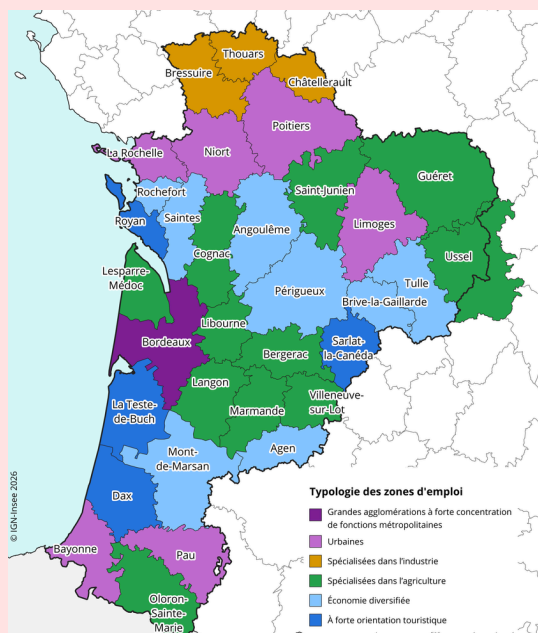 Thouars
Bressuire
Châtellerault
Poitiers
La Rochelle
Niort
Guéret
Rochefort
Saint-Junien
Saintes
Royan
Limoges
Angoulême
Cognac
Ussel
Lesparre-
Médoc
Tulle
Périgueux
Brive-la-Gaillarde
Libourne
Bordeaux
Sarlat-
la-Canéda
Bergerac
Langon
La Teste-
de-Buch
Villeneuve-
sur-Lot
Marmande
Mont-
de-Marsan
Agen
Dax
Bayonne
Pau
Oloron-
Sainte-
Marie
© IGN-Insee 2026
Typologie des zones d'emploi
Grandes agglomérations à forte concentration
de fonctions métropolitaines
Urbaines
Spécialisées dans l'industrie
Spécialisées dans l'agriculture
Économie diversifiée
À forte orientation touristique